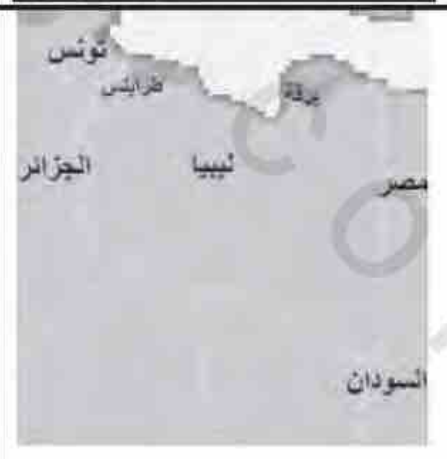 تونس
طرابلس
برقة
الجزائر
ليبيا
مصر
السودان